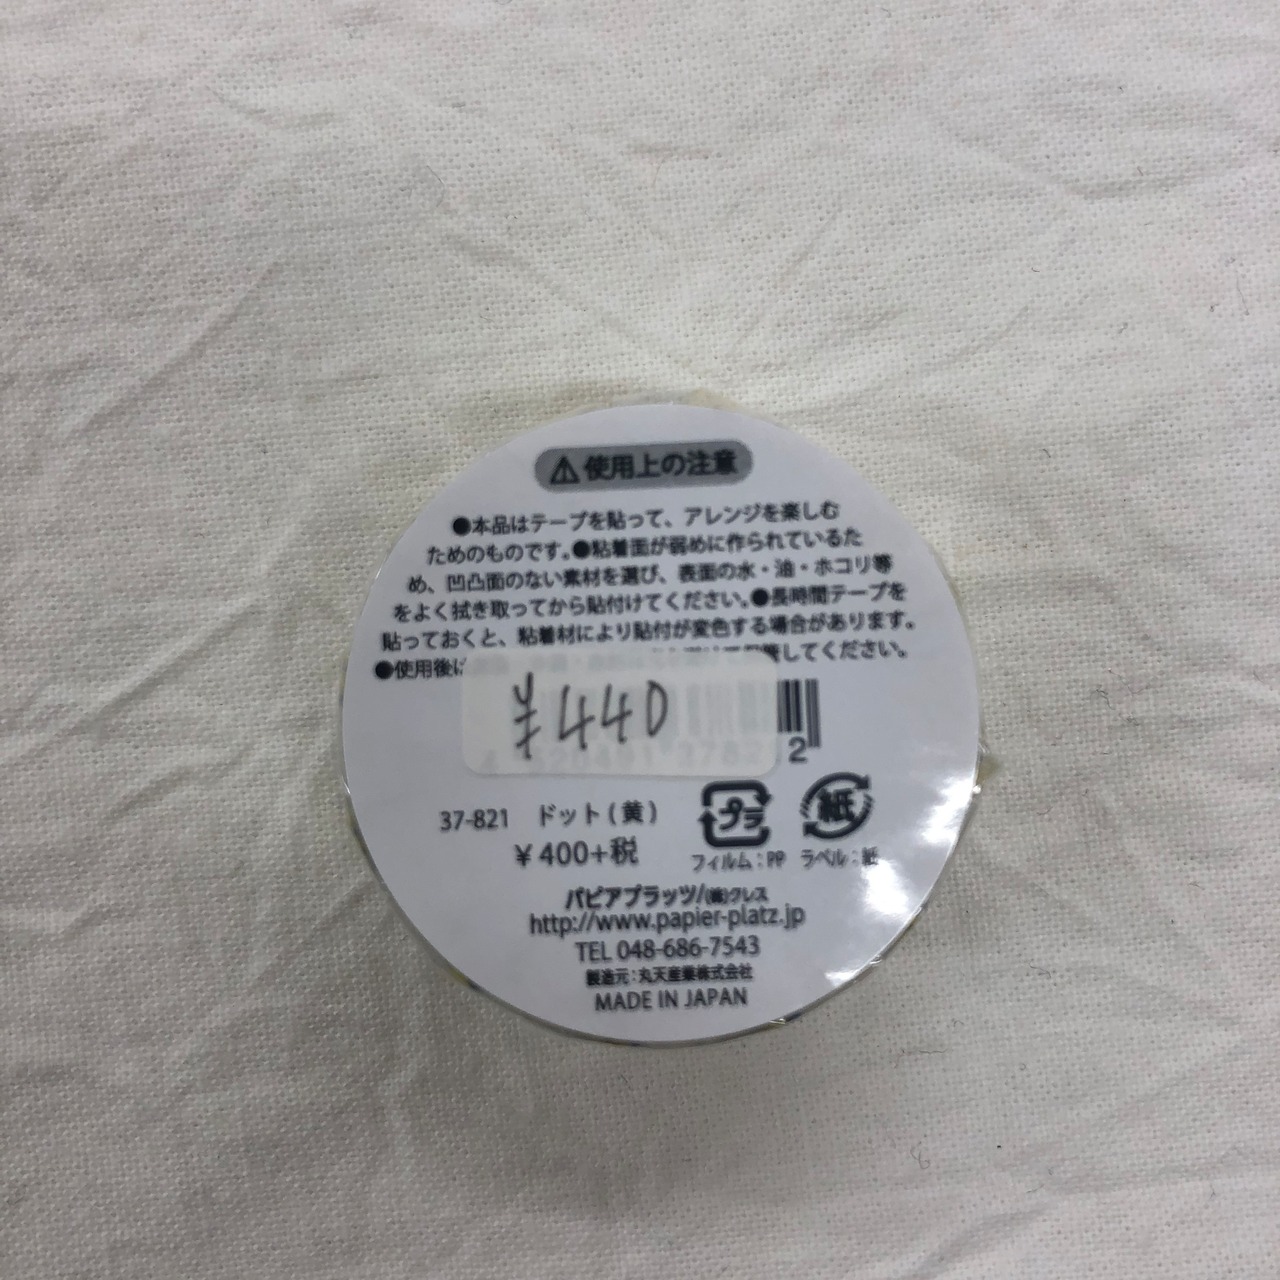 ⚠使用上の注意
●本品はテープを貼って、アレンジを楽しむ
ためのものです。●粘着面が弱めに作られているた
め、凹凸面のない素材を選び、表面の水・油・ホコリ等
をよく拭き取ってから貼付けてください。●長時間テープを
貼っておくと、粘着材により貼付が変色する場合があります。
●使用後は してください。
¥440
2
37-821 ドット(黄)
¥400+税
プラ 紙
フィルム:PP ラベル:紙
パピアプラッツ/(株)クレス
http://www.papier-platz.jp
TEL 048-686-7543
製造元:丸天産業株式会社
MADE IN JAPAN